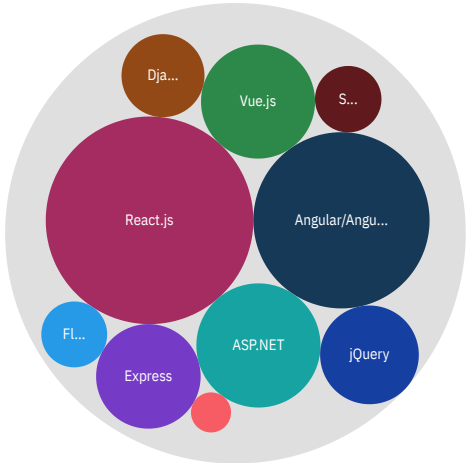 Dja...
Vue.js
S...
React.js
Angular/Angu...
Fl...
ASP.NET
jQuery
Express